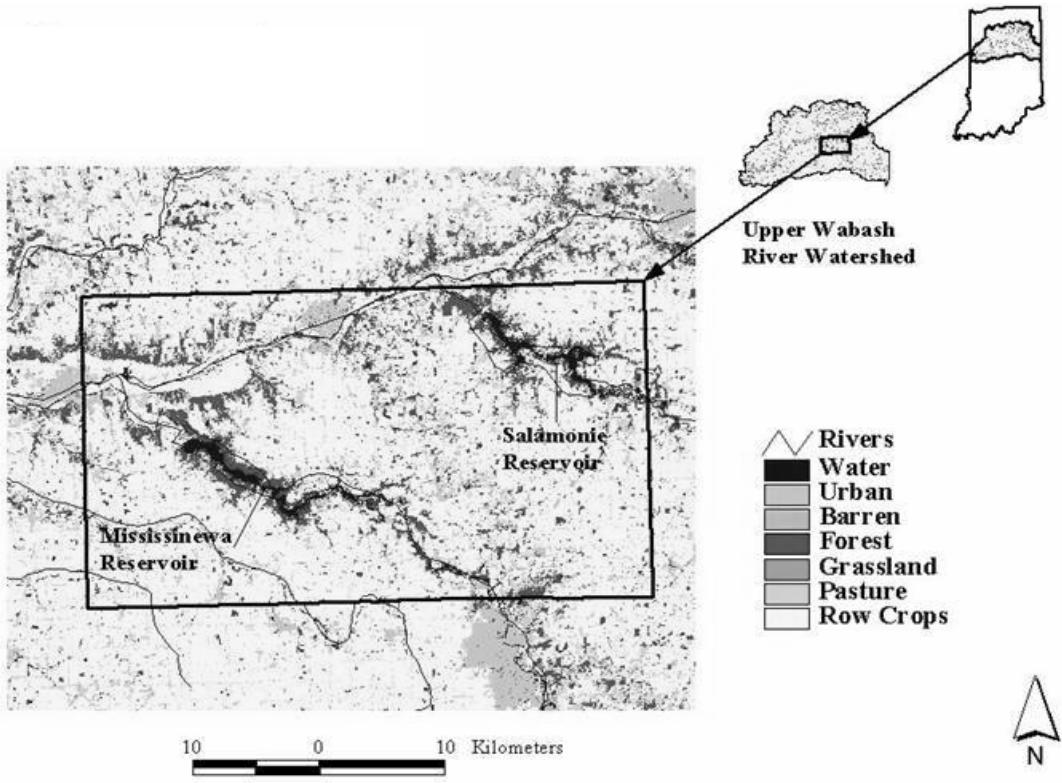 Upper Wabash
River Watershed
Salamonie
Reservoir
Mississinewa
Reservoir
Rivers
Water
Urban
Barren
Forest
Grassland
Pasture
Row Crops
10 0 10 Kilometers
N